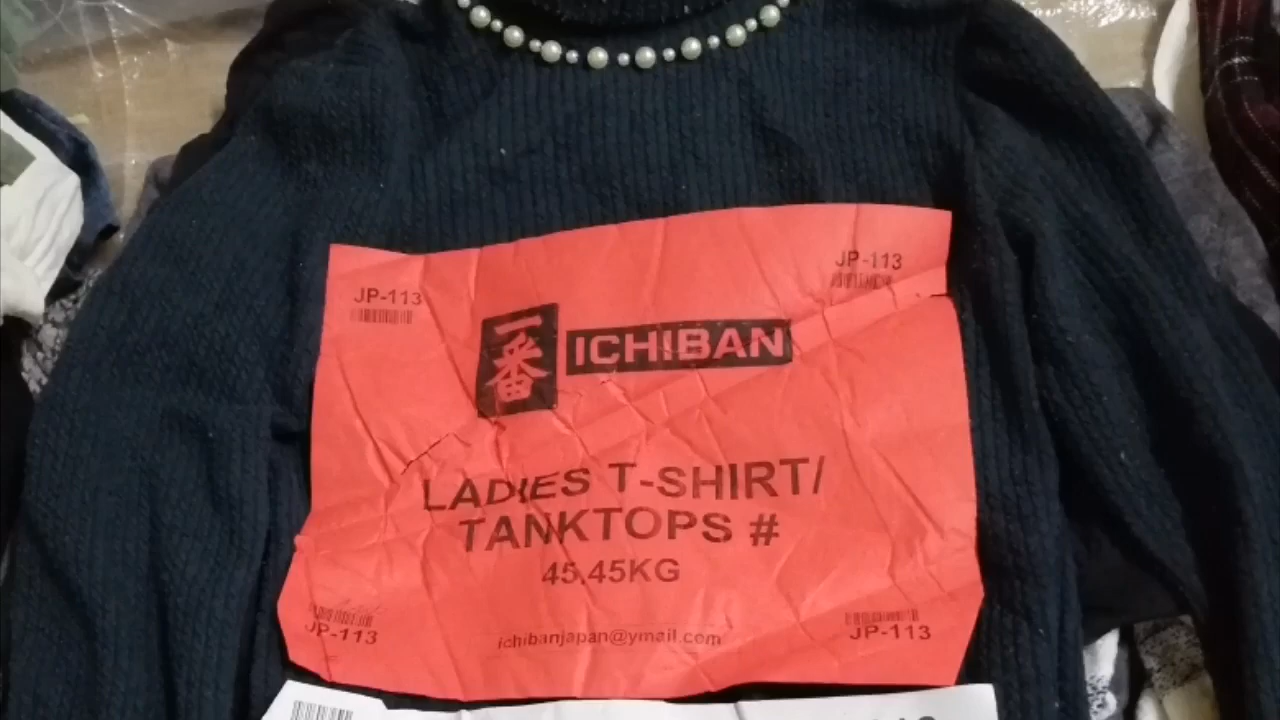 JP-113
JP-113
一番
ICHIBAN
LADIES T-SHIRT/
TANKTOPS #
45,45KG
ichibanjapan@ymail.com
JP-113
JP-113